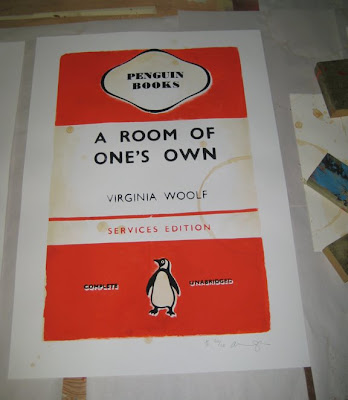 PENGUIN
BOOKS
A ROOM OF
ONE'S OWN
VIRGINIA WOOLF
SERVICES EDITION
COMPLETE UNABRIDGED